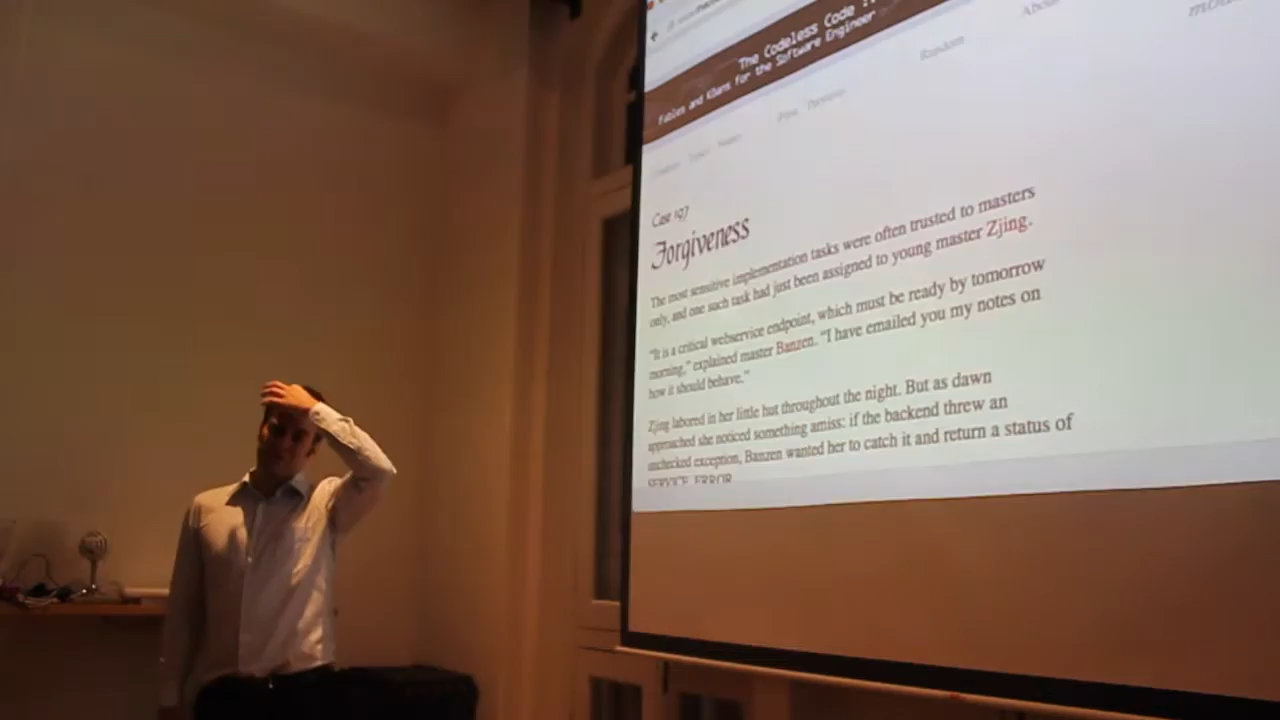 The Codeless Code
Fables and Kōans for the Software Engineer
About
Random
Case 197
Forgiveness
The most sensitive implementation tasks were often trusted to masters
only, and one such task had just been assigned to young master Zjing.
“It is a critical webservice endpoint, which must be ready by tomorrow
morning,” explained master Banzen. “I have emailed you my notes on
how it should behave.”
Zjing labored in her little hut throughout the night. But as dawn
approached she noticed something amiss: if the backend threw an
unchecked exception, Banzen wanted her to catch it and return a status of
SERVICE_ERROR